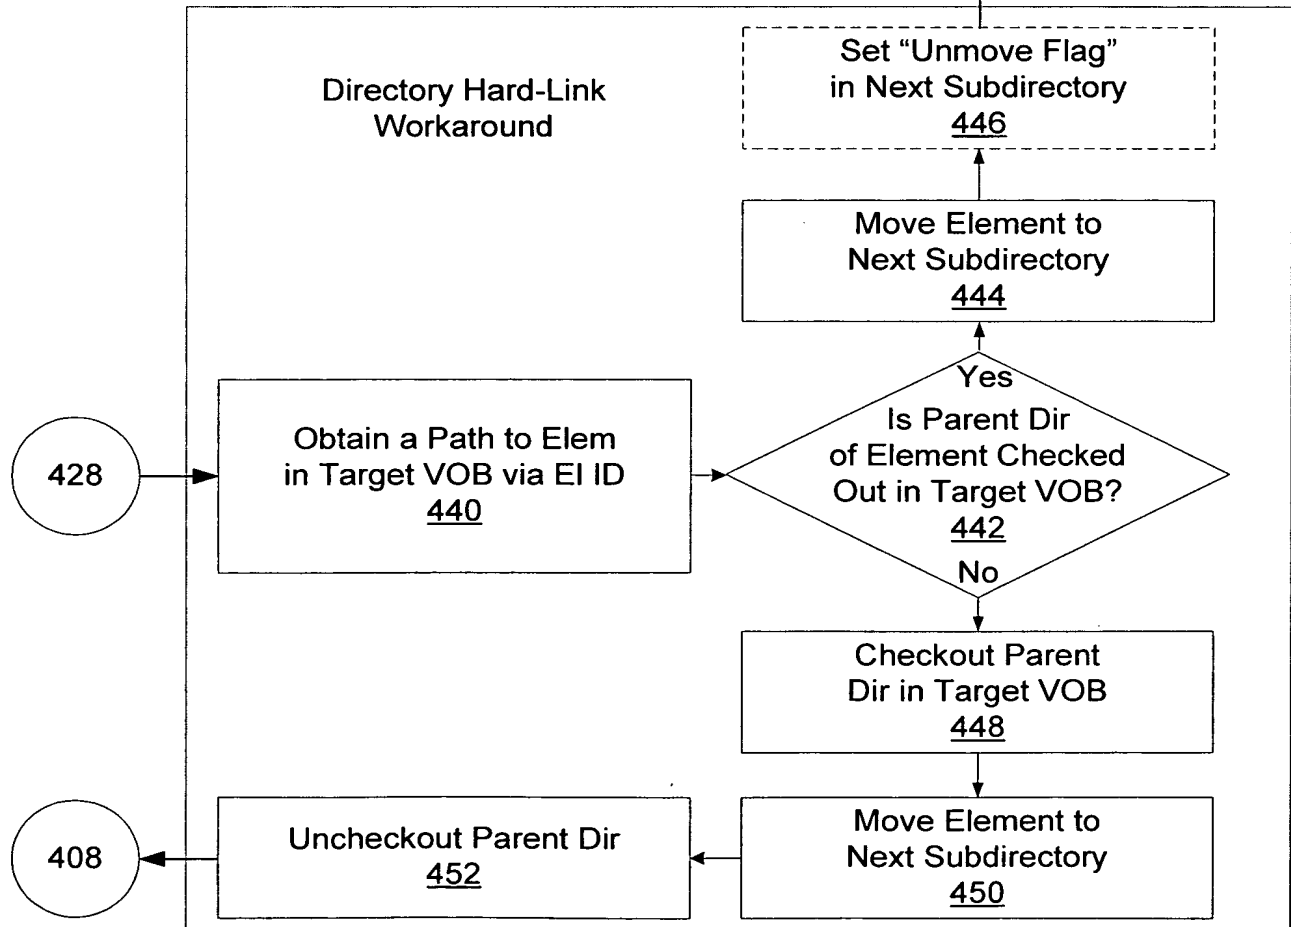 Directory Hard-Link
Workaround
Set “Unmove Flag”
in Next Subdirectory
446
Move Element to
Next Subdirectory
444
428
Obtain a Path to Elem
in Target VOB via El ID
440
Yes
Is Parent Dir
of Element Checked
Out in Target VOB?
442
No
Checkout Parent
Dir in Target VOB
448
408
Uncheckout Parent Dir
452
Move Element to
Next Subdirectory
450